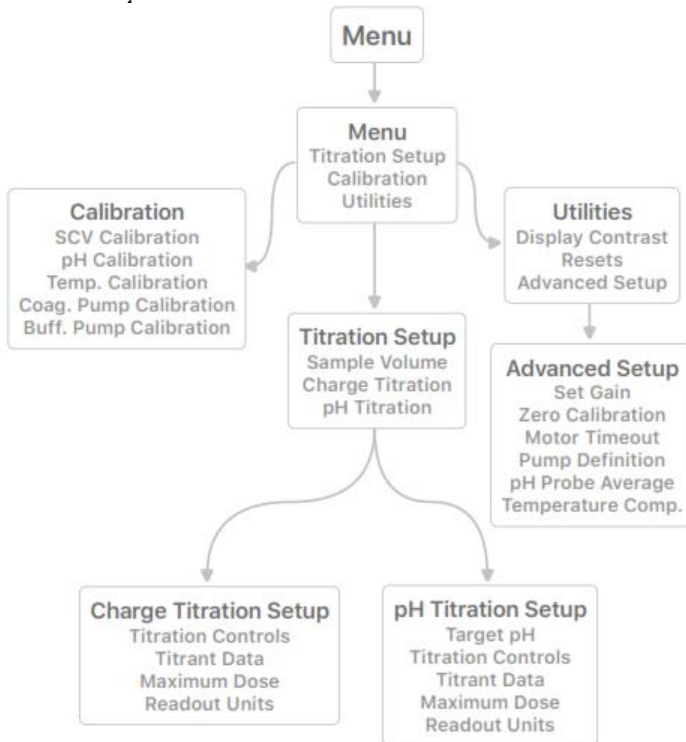 Menu
Menu
Titration Setup
Calibration
Utilities
Calibration
SCV Calibration
pH Calibration
Temp. Calibration
Coag. Pump Calibration
Buff. Pump Calibration
Utilities
Display Contrast
Resets
Advanced Setup
Titration Setup
Sample Volume
Charge Titration
pH Titration
Advanced Setup
Set Gain
Zero Calibration
Motor Timeout
Pump Definition
pH Probe Average
Temperature Comp.
Charge Titration Setup
Titration Controls
Titrant Data
Maximum Dose
Readout Units
pH Titration Setup
Target pH
Titration Controls
Titrant Data
Maximum Dose
Readout Units